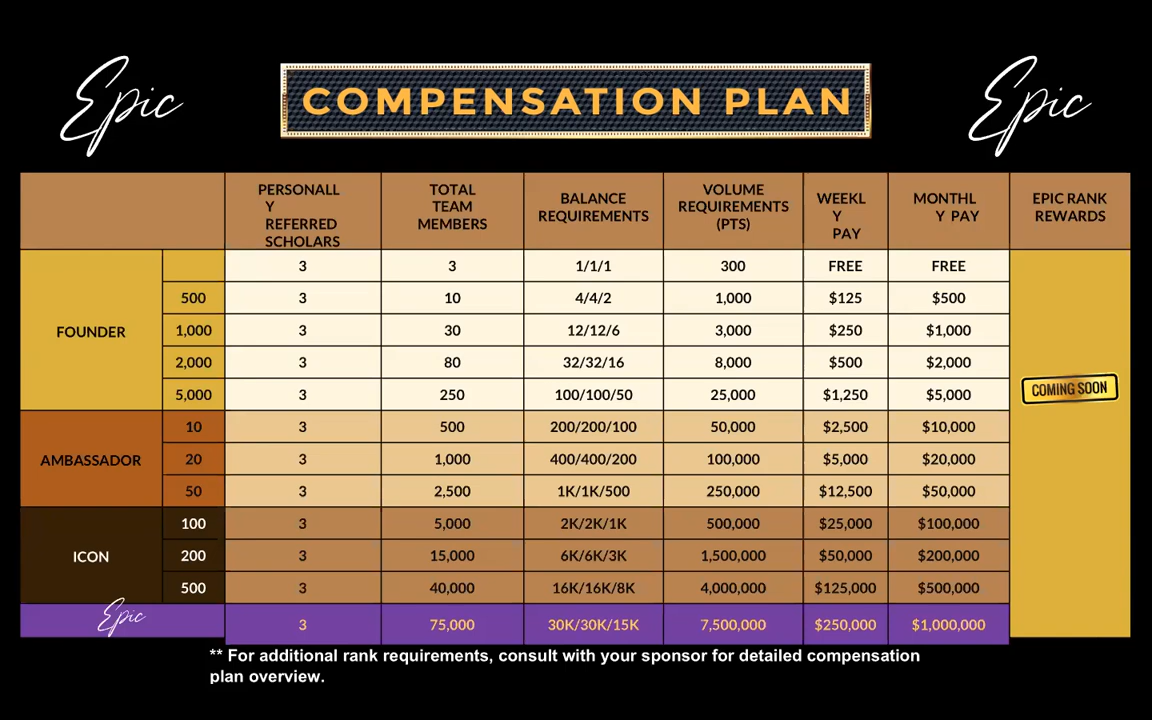 Epic
COMPENSATION PLAN
Epic
PERSONALL
Y
REFERRED
SCHOLARS
TOTAL
TEAM
MEMBERS
BALANCE
REQUIREMENTS
VOLUME
REQUIREMENTS
(PTS)
WEEKL
Y
PAY
MONTHL
Y PAY
EPIC RANK
REWARDS
3 3 1/1/1 300 FREE FREE
500 3 10 4/4/2 1,000 $125 $500
FOUNDER 1,000 3 30 12/12/6 3,000 $250 $1,000
2,000 3 80 32/32/16 8,000 $500 $2,000
5,000 3 250 100/100/50 25,000 $1,250 $5,000
COMING SOON
10 3 500 200/200/100 50,000 $2,500 $10,000
AMBASSADOR 20 3 1,000 400/400/200 100,000 $5,000 $20,000
50 3 2,500 1K/1K/500 250,000 $12,500 $50,000
100 3 5,000 2K/2K/1K 500,000 $25,000 $100,000
ICON 200 3 15,000 6K/6K/3K 1,500,000 $50,000 $200,000
500 3 40,000 16K/16K/8K 4,000,000 $125,000 $500,000
Epic 3 75,000 30K/30K/15K 7,500,000 $250,000 $1,000,000
** For additional rank requirements, consult with your sponsor for detailed compensation
plan overview.